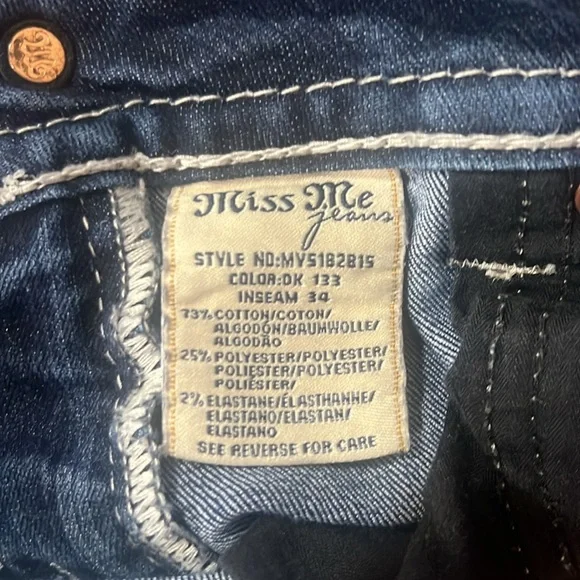 Miss Me
jeans
STYLE NO:MV51B2B15
COLOR:DK 133
INSEAM 34
73% COTTON/COTON/
ALGODÓN/BAUMWOLLE/
ALGODÃO
25% POLYESTER/POLYESTER/
POLIÉSTER/POLYESTER/
POLIÉSTER/
2% ELASTANE/ÉLASTHANNE/
ELASTANO/ELASTAN/
ELASTANO
SEE REVERSE FOR CARE